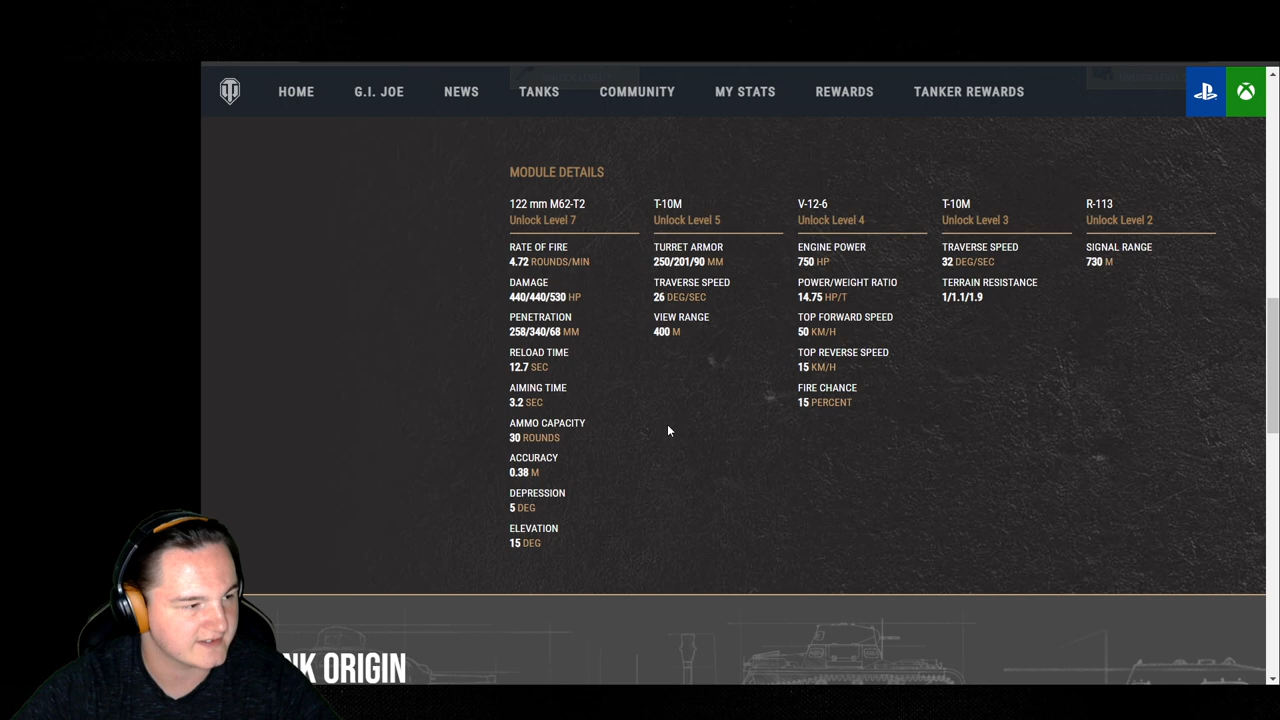 HOME G.I. JOE NEWS TANKS COMMUNITY MY STATS REWARDS TANKER REWARDS
MODULE DETAILS
122 mm M62-T2
Unlock Level 7
RATE OF FIRE
4.72 ROUNDS/MIN
DAMAGE
440/440/530 HP
PENETRATION
258/340/68 MM
RELOAD TIME
12.7 SEC
AIMING TIME
3.2 SEC
AMMO CAPACITY
30 ROUNDS
ACCURACY
0.38 M
DEPRESSION
5 DEG
ELEVATION
15 DEG
T-10M
Unlock Level 5
TURRET ARMOR
250/201/90 MM
TRAVERSE SPEED
26 DEG/SEC
VIEW RANGE
400 M
V-12-6
Unlock Level 4
ENGINE POWER
750 HP
POWER/WEIGHT RATIO
14.75 HP/T
TOP FORWARD SPEED
50 KM/H
TOP REVERSE SPEED
15 KM/H
FIRE CHANCE
15 PERCENT
T-10M
Unlock Level 3
TRAVERSE SPEED
32 DEG/SEC
TERRAIN RESISTANCE
1/1.1/1.9
R-113
Unlock Level 2
SIGNAL RANGE
730 M
NK ORIGIN